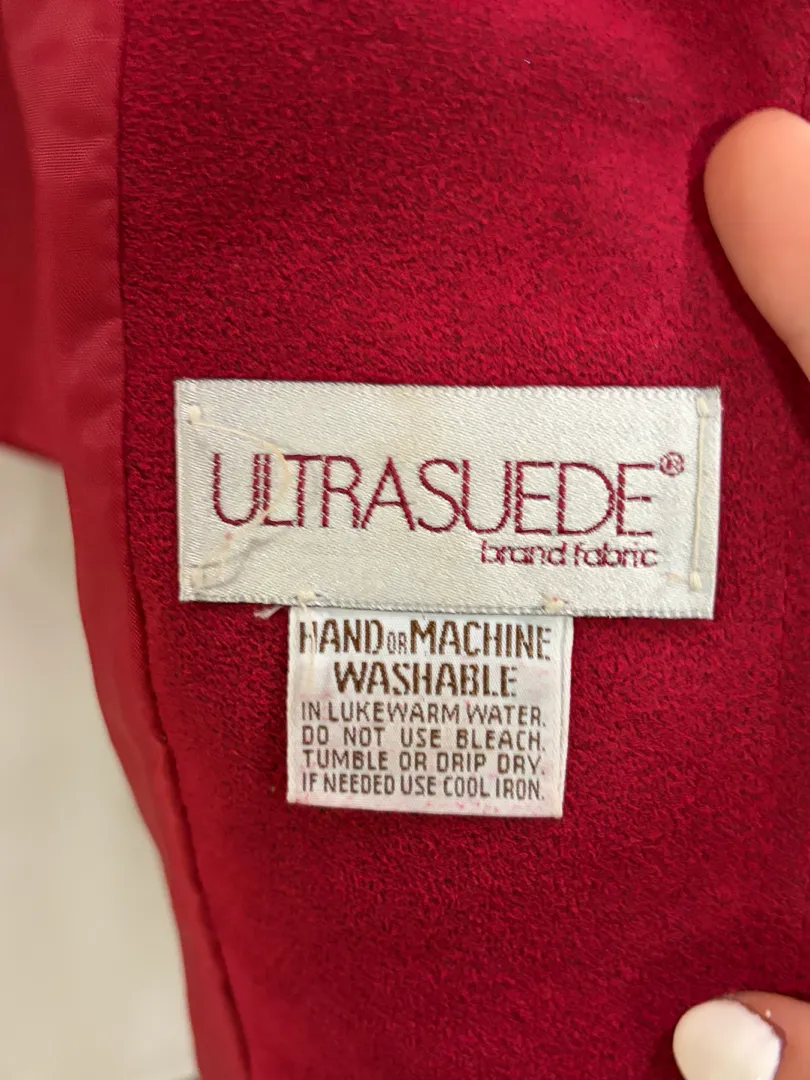 ULTRASUEDE®
brand fabric
HAND OR MACHINE
WASHABLE
IN LUKEWARM WATER.
DO NOT USE BLEACH.
TUMBLE OR DRIP DRY.
IF NEEDED USE COOL IRON.